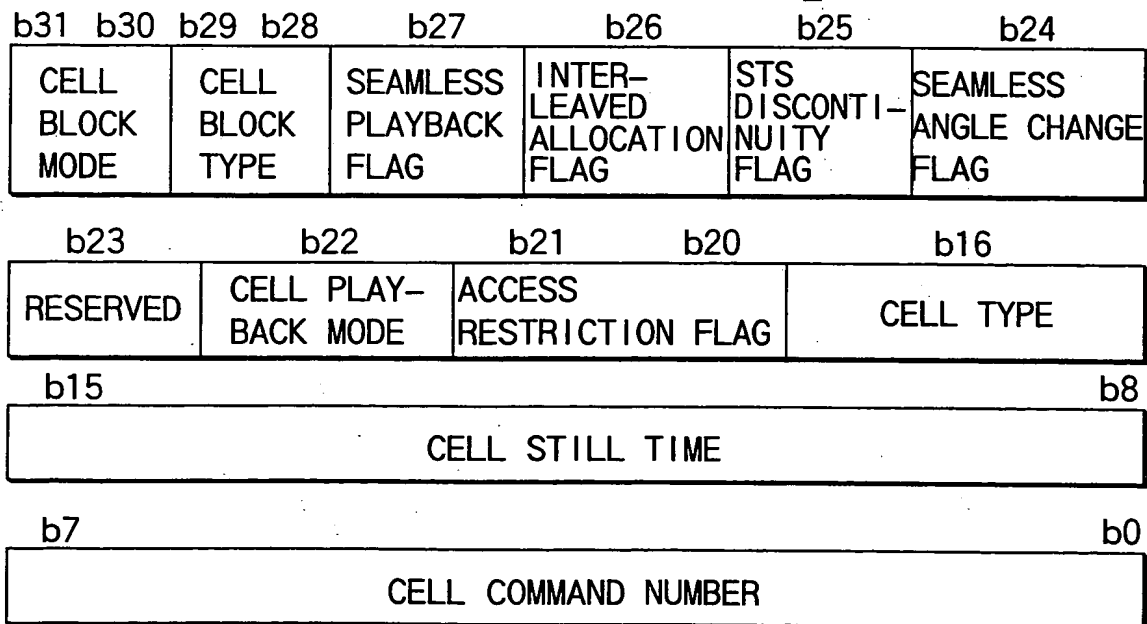 b31 b30 b29 b28 b27 b26 b25 b24
CELL BLOCK MODE
CELL BLOCK TYPE
SEAMLESS PLAYBACK FLAG
INTER–LEAVED ALLOCATION FLAG
STS DISCONTI–NUITY FLAG
SEAMLESS ANGLE CHANGE FLAG
b23 b22 b21 b20 b16
RESERVED
CELL PLAY–BACK MODE
ACCESS RESTRICTION FLAG
CELL TYPE
b15 b8
CELL STILL TIME
b7 b0
CELL COMMAND NUMBER